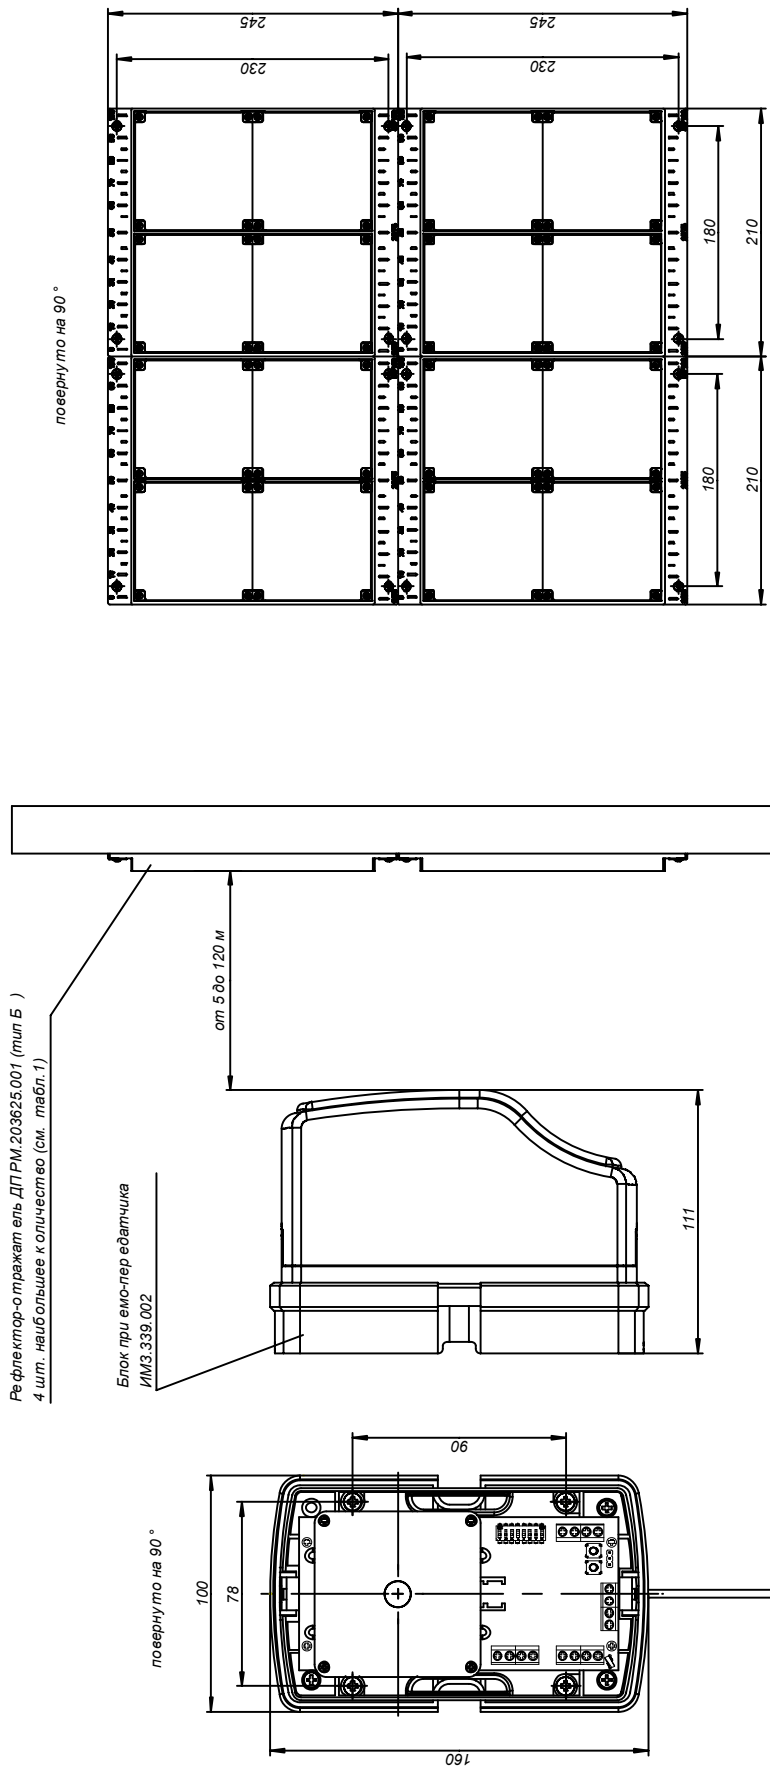 245
245
230
230
180
210
180
210
повернуто на 90 °
Рефлектор-отражатель ДПРМ.203625.001 (тип Б )
4 шт. наибольшее количество (см. табл.1)
от 5 до 120 м
111
Блок приемо-передатчика
ИМ3.339.002
повернуто на 90 °
100
78
90
160